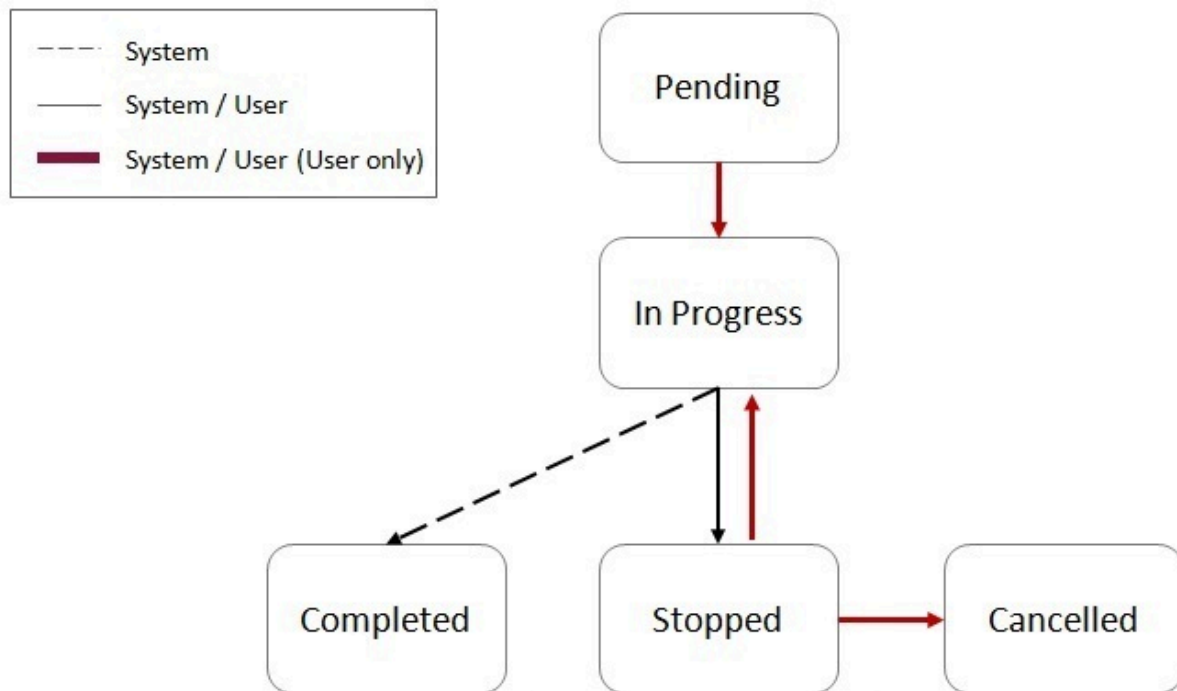 System
System / User
System / User (User only)
Pending
In Progress
Completed
Stopped
Cancelled